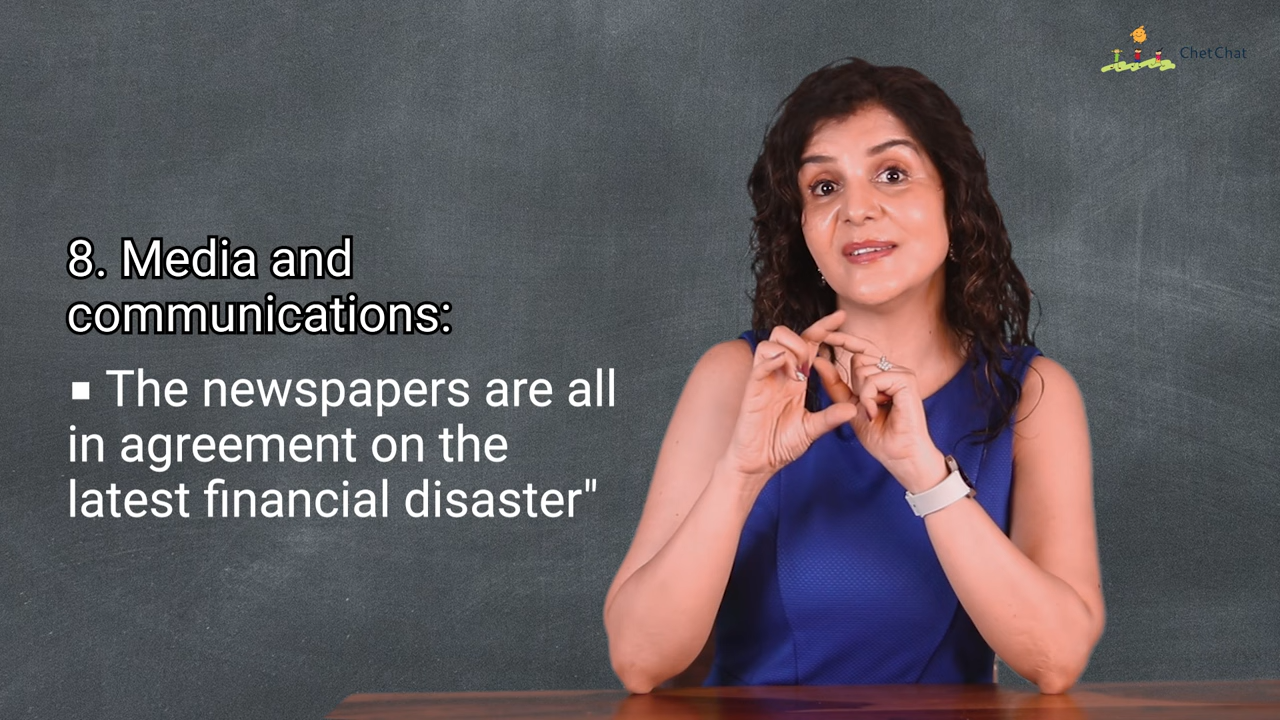 ChetChat
8. Media and
communications:
▪ The newspapers are all
in agreement on the
latest financial disaster"